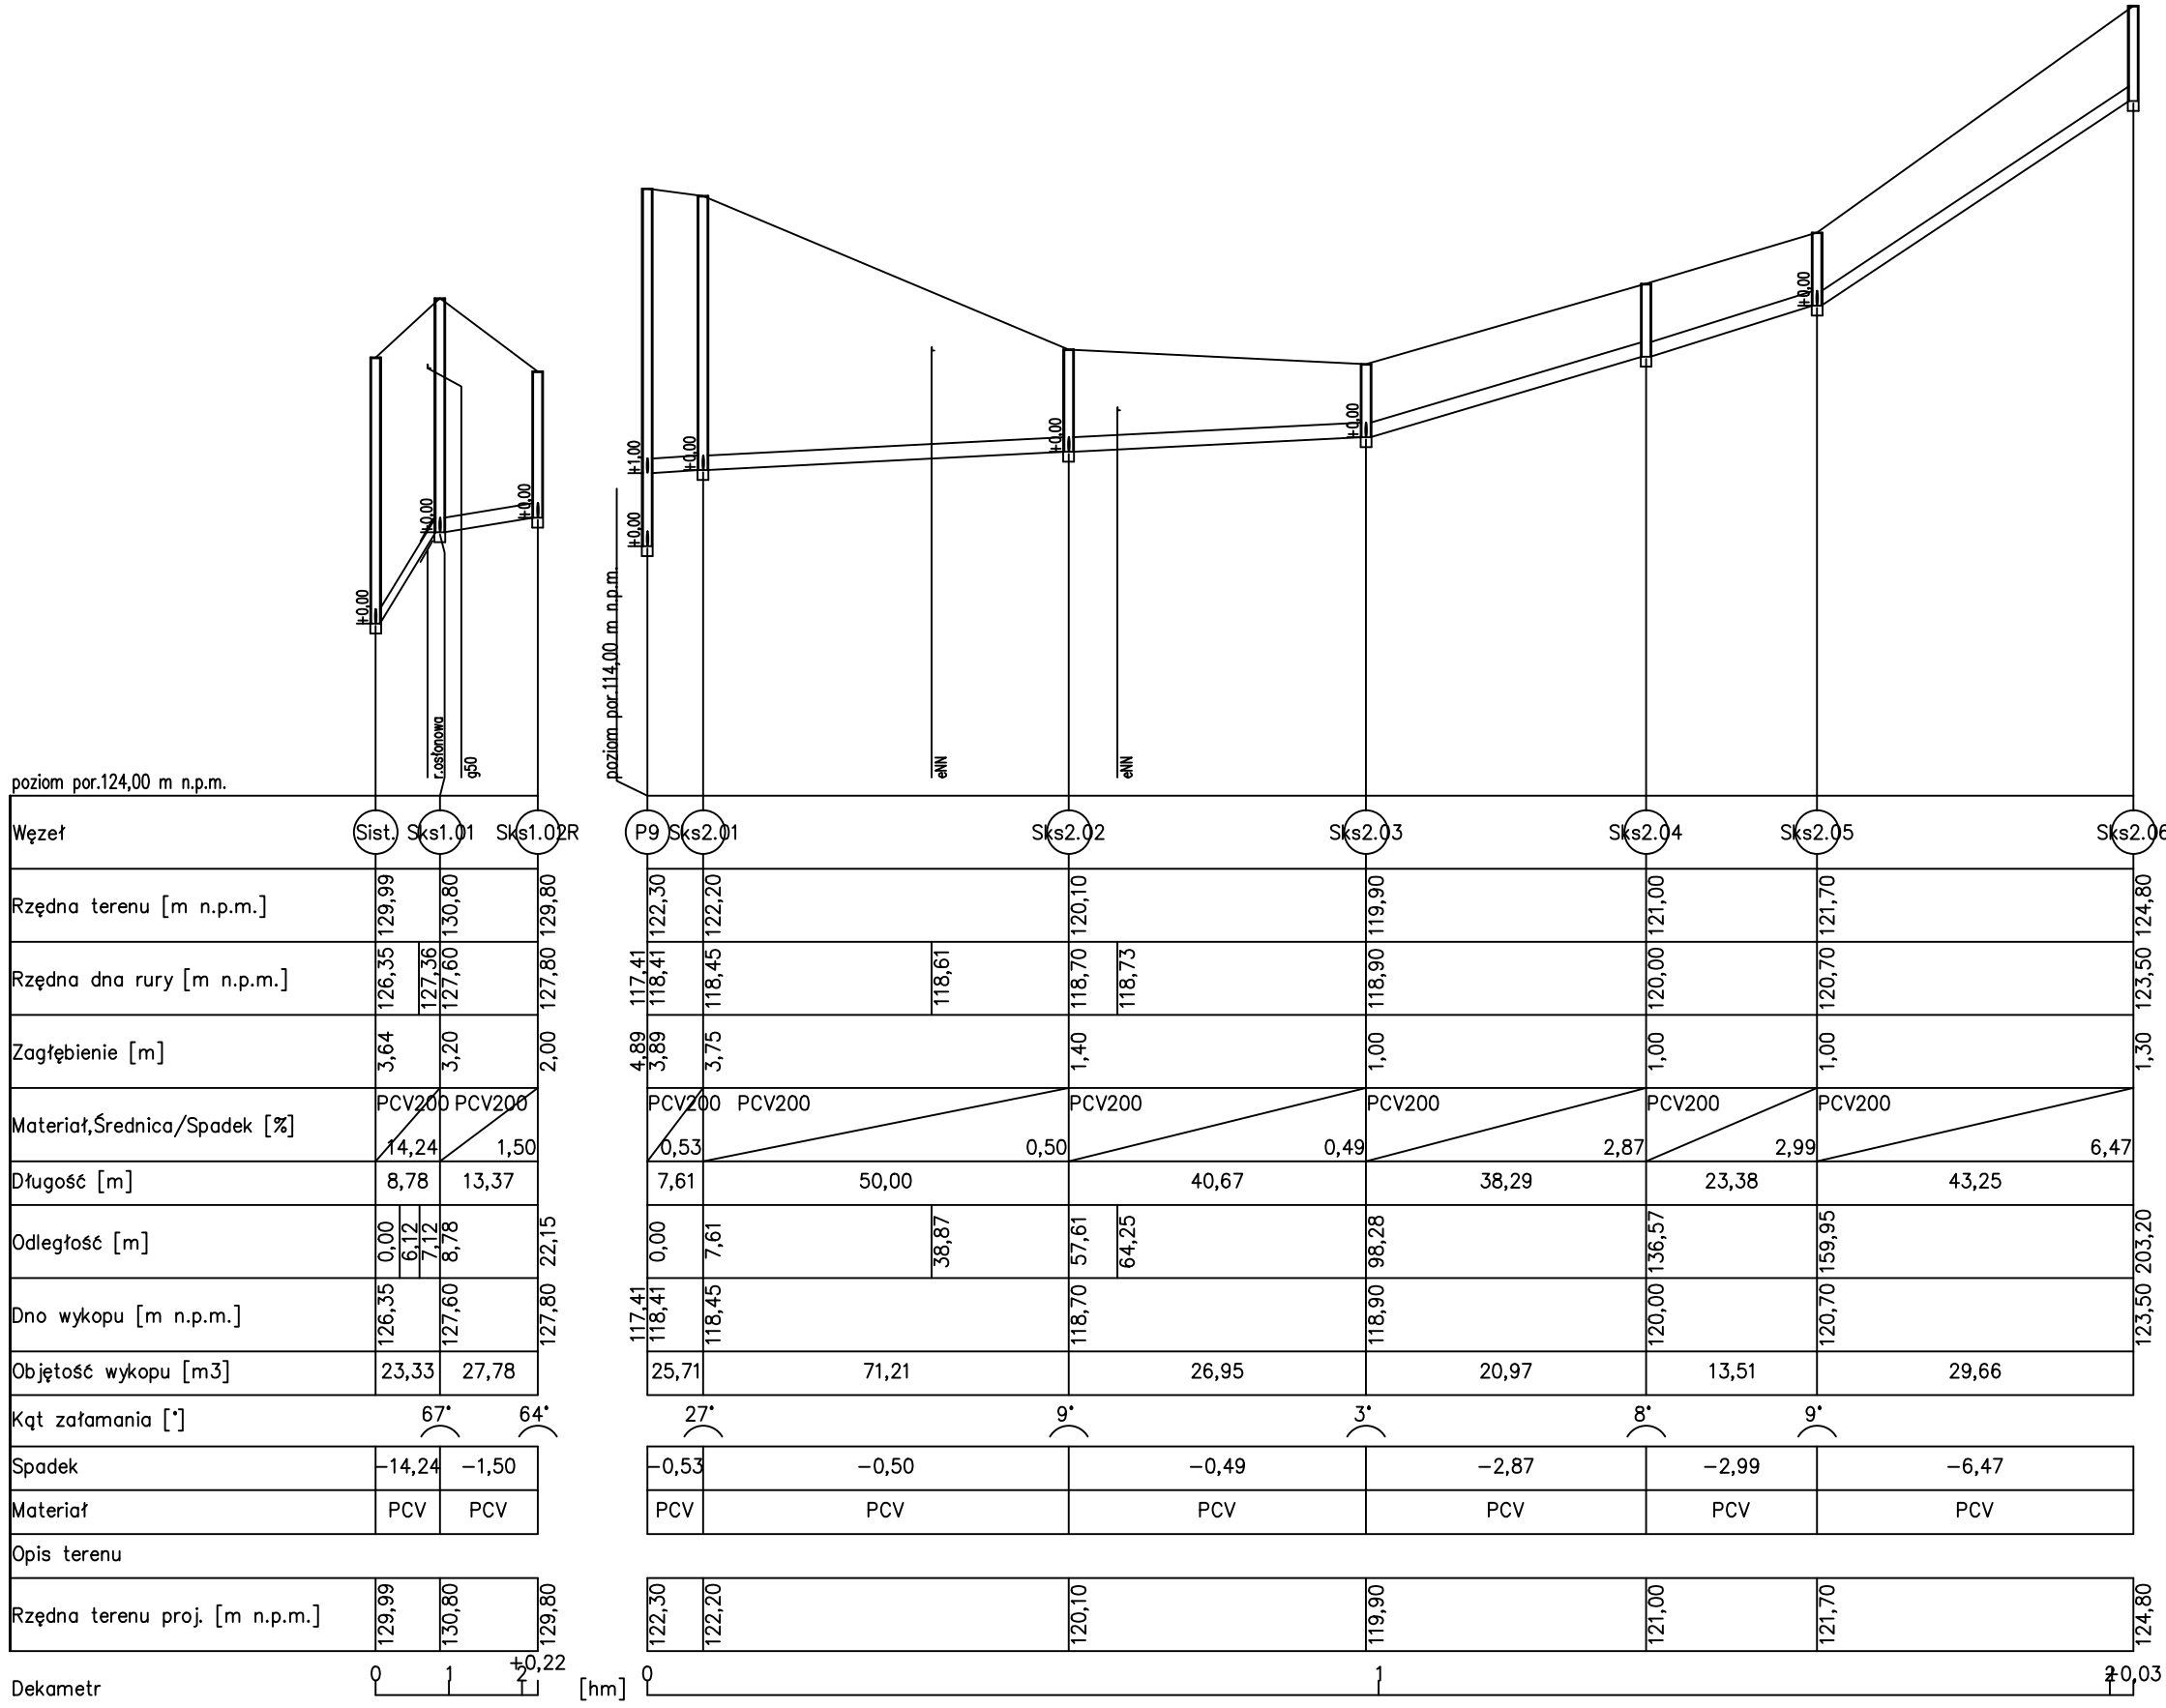 +0,00
+0,00
+0,00
+1,00
+0,00
+0,00
+0,00
+0,00
+0,00
poziom por.124,00 m n.p.m.
r.osłonowa
g50
poziom por.114,00 m n.p.m.
eNN
eNN
Węzeł Sist. Sks1.01 Sks1.02R P9 Sks2.01 Sks2.02 Sks2.03 Sks2.04 Sks2.05 Sks2.06
Rzędna terenu [m n.p.m.] 129,99 130,80 129,80 122,30 122,20 120,10 119,90 121,00 121,70 124,80
Rzędna dna rury [m n.p.m.] 126,35 127,36 127,60 127,80 117,41 118,41 118,45 118,61 118,70 118,73 118,90 120,00 120,70 123,50
Zagłębienie [m] 3,64 3,20 2,00 4,89 3,89 3,75 1,40 1,00 1,00 1,00 1,30
PCV200 PCV200 PCV200 PCV200 PCV200 PCV200 PCV200 PCV200
Materiał,Średnica/Spadek [%]
14,24 1,50 0,53 0,50 0,49 2,87 2,99 6,47
Długość [m] 8,78 13,37 7,61 50,00 40,67 38,29 23,38 43,25
Odległość [m] 0,00 6,12 7,12 8,78 22,15 0,00 7,61 38,87 57,61 64,25 98,28 136,57 159,95 203,20
Dno wykopu [m n.p.m.] 126,35 127,60 127,80 117,41 118,41 118,45 118,70 118,90 120,00 120,70 123,50
Objętość wykopu [m3] 23,33 27,78 25,71 71,21 26,95 20,97 13,51 29,66
Kąt załamania [°] 67° 64° 27° 9° 3° 8° 9°
Spadek −14,24 −1,50 −0,53 −0,50 −0,49 −2,87 −2,99 −6,47
Materiał PCV PCV PCV PCV PCV PCV PCV PCV
Opis terenu
Rzędna terenu proj. [m n.p.m.] 129,99 130,80 129,80 122,30 122,20 120,10 119,90 121,00 121,70 124,80
Dekametr 0 1 2 +0,22 [hm] 0 1 2 +0,03